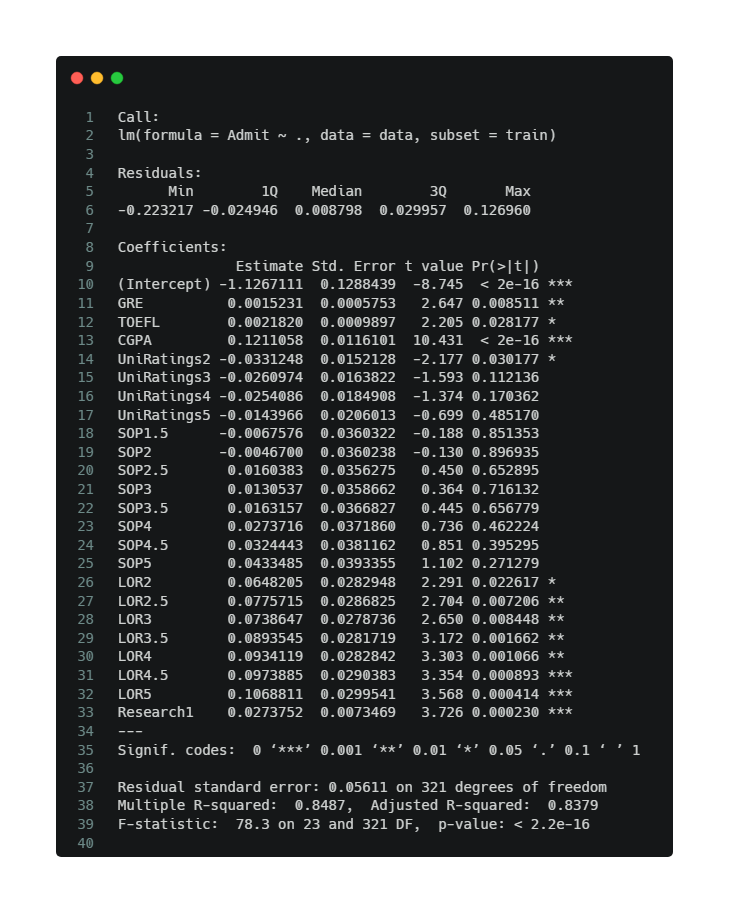 1 Call:
2 lm(formula = Admit ~ ., data = data, subset = train)
3
4 Residuals:
5       Min        1Q    Median        3Q       Max
6 -0.223217 -0.024946  0.008798  0.029957  0.126960
7
8 Coefficients:
9               Estimate Std. Error t value Pr(>|t|)
10 (Intercept) -1.1267111  0.1288439  -8.745  < 2e-16 ***
11 GRE          0.0015231  0.0005753   2.647 0.008511 **
12 TOEFL        0.0021820  0.0009897   2.205 0.028177 *
13 CGPA         0.1211058  0.0116101  10.431  < 2e-16 ***
14 UniRatings2 -0.0331248  0.0152128  -2.177 0.030177 *
15 UniRatings3 -0.0260974  0.0163822  -1.593 0.112136
16 UniRatings4 -0.0254086  0.0184908  -1.374 0.170362
17 UniRatings5 -0.0143966  0.0206013  -0.699 0.485170
18 SOP1.5      -0.0067576  0.0360322  -0.188 0.851353
19 SOP2        -0.0046700  0.0360238  -0.130 0.896935
20 SOP2.5       0.0160383  0.0356275   0.450 0.652895
21 SOP3         0.0130537  0.0358662   0.364 0.716132
22 SOP3.5       0.0163157  0.0366827   0.445 0.656779
23 SOP4         0.0273716  0.0371860   0.736 0.462224
24 SOP4.5       0.0324443  0.0381162   0.851 0.395295
25 SOP5         0.0433485  0.0393355   1.102 0.271279
26 LOR2         0.0648205  0.0282948   2.291 0.022617 *
27 LOR2.5       0.0775715  0.0286825   2.704 0.007206 **
28 LOR3         0.0738647  0.0278736   2.650 0.008448 **
29 LOR3.5       0.0893545  0.0281719   3.172 0.001662 **
30 LOR4         0.0934119  0.0282842   3.303 0.001066 **
31 LOR4.5       0.0973885  0.0290383   3.354 0.000893 ***
32 LOR5         0.1068811  0.0299541   3.568 0.000414 ***
33 Research1    0.0273752  0.0073469   3.726 0.000230 ***
34 ---
35 Signif. codes:  0 ‘***’ 0.001 ‘**’ 0.01 ‘*’ 0.05 ‘.’ 0.1 ‘ ’ 1
36
37 Residual standard error: 0.05611 on 321 degrees of freedom
38 Multiple R-squared:  0.8487,  Adjusted R-squared:  0.8379
39 F-statistic:  78.3 on 23 and 321 DF,  p-value: < 2.2e-16
40